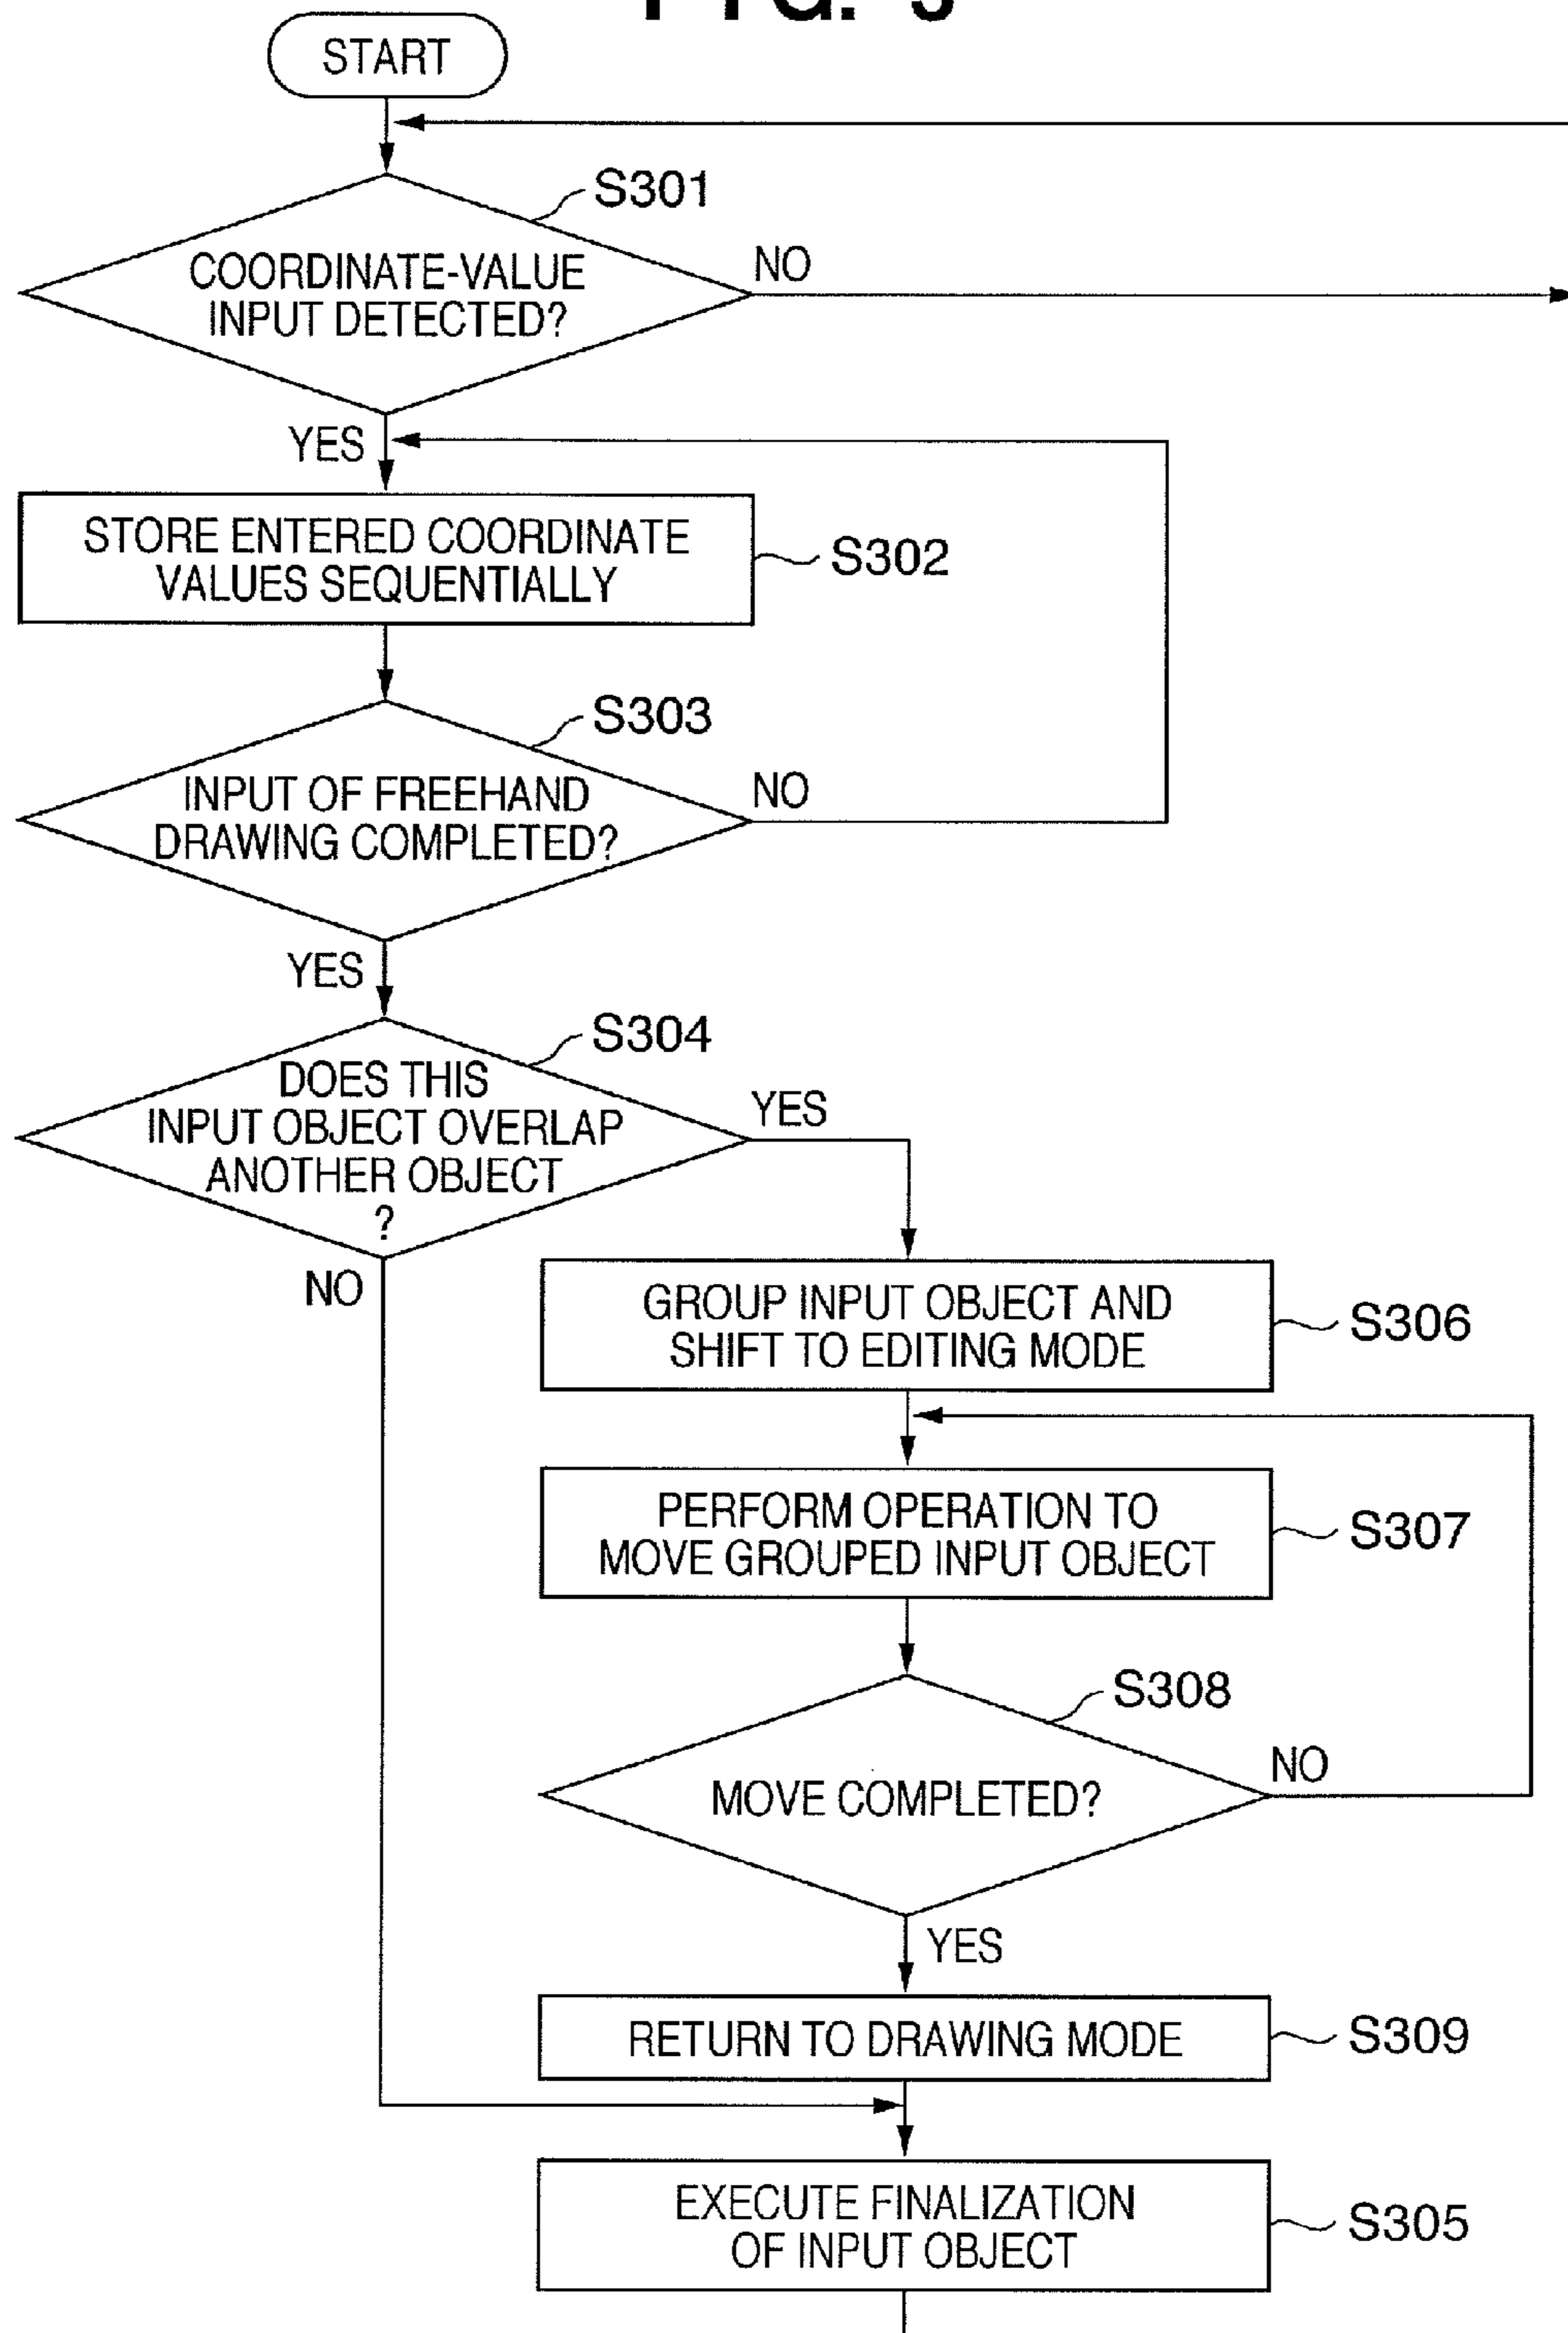 FIG.
START
S301
COORDINATE-VALUE
INPUT DETECTED?
NO
YES
STORE ENTERED COORDINATE
VALUES SEQUENTIALLY
S302
S303
INPUT OF FREEHAND
DRAWING COMPLETED?
NO
YES
S304
DOES THIS
INPUT OBJECT OVERLAP
ANOTHER OBJECT
?
YES
NO
GROUP INPUT OBJECT AND
SHIFT TO EDITING MODE
S306
PERFORM OPERATION TO
MOVE GROUPED INPUT OBJECT
S307
S308
MOVE COMPLETED?
NO
YES
RETURN TO DRAWING MODE
S309
EXECUTE FINALIZATION
OF INPUT OBJECT
S305